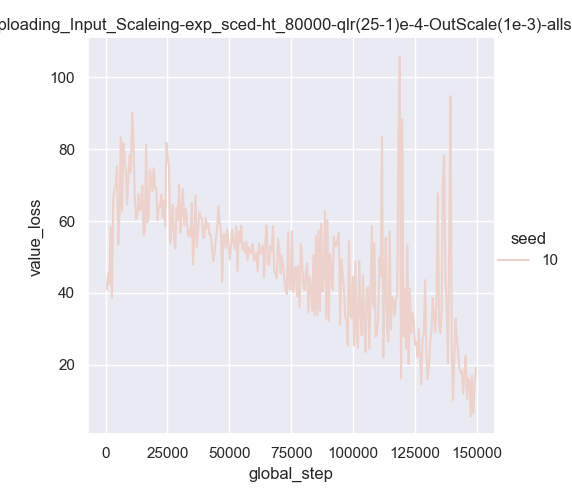 ploading_Input_Scaleing-exp_sced-ht_80000-qlr(25-1)e-4-OutScale(1e-3)-alls
100
80
60
40
20
value_loss
0 25000 50000 75000 100000 125000 150000
global_step
seed
10